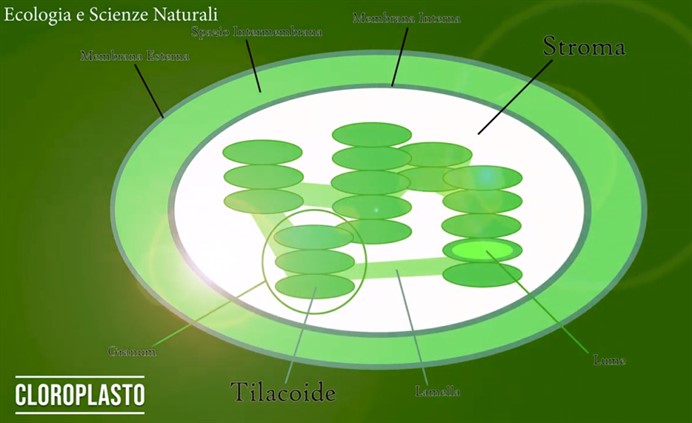 Ecologia e Scienze Naturali
Membrana Interna
Spazio Intermembrana
Stroma
Membrana Esterna
Granum
Lume
Tilacoide
Lamella
CLOROPLASTO